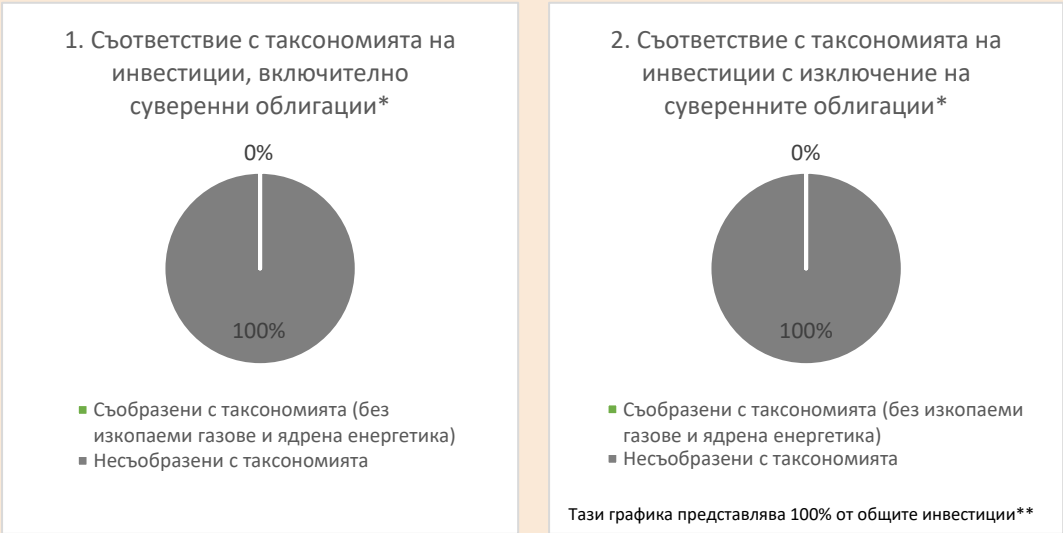 1. Съответствие с таксономията на
инвестиции, включително
суверенни облигации*
0%
100%
Съобразени с таксономията (без
изкопаеми газове и ядрена енергетика)
Несъобразени с таксономията
2. Съответствие с таксономията на
инвестиции с изключение на
суверенните облигации*
0%
100%
Съобразени с таксономията (без изкопаеми
газове и ядрена енергетика)
Несъобразени с таксономията
Тази графика представлява 100% от общите инвестиции**